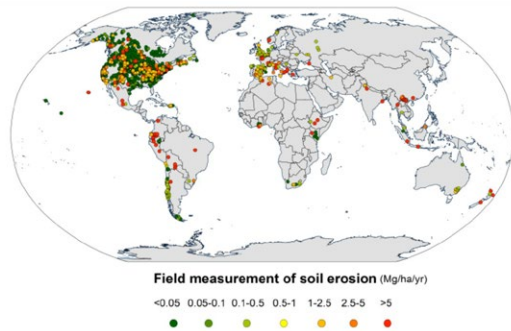 Field measurement of soil erosion (Mg/ha/yr)
<0.05 0.05-0.1 0.1-0.5 0.5-1 1-2.5 2.5-5 >5